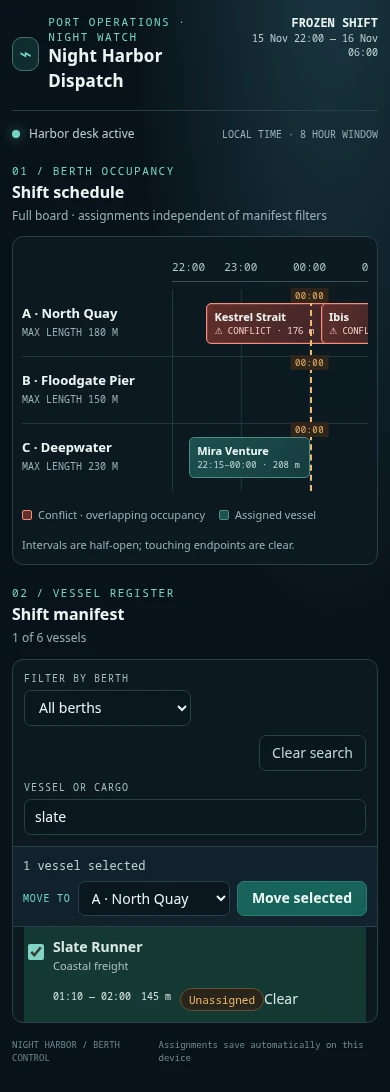 PORT OPERATIONS ·
NIGHT WATCH
Night Harbor
Dispatch
FROZEN SHIFT
15 Nov 22:00 — 16 Nov
06:00
Harbor desk active
LOCAL TIME · 8 HOUR WINDOW
01 / BERTH OCCUPANCY
Shift schedule
Full board · assignments independent of manifest filters
22:00 23:00 00:00 0
00:00
A · North Quay
MAX LENGTH 180 M
Kestrel Strait
⚠ CONFLICT · 176 m
Ibis
⚠ CONFL
00:00
B · Floodgate Pier
MAX LENGTH 150 M
00:00
C · Deepwater
MAX LENGTH 230 M
Mira Venture
22:15–00:00 · 208 m
Conflict · overlapping occupancy
Assigned vessel
Intervals are half-open; touching endpoints are clear.
02 / VESSEL REGISTER
Shift manifest
1 of 6 vessels
FILTER BY BERTH
All berths
Clear search
VESSEL OR CARGO
slate
1 vessel selected
MOVE TO
A · North Quay
Move selected
Slate Runner
Coastal freight
01:10 — 02:00 145 m Unassigned Clear
NIGHT HARBOR / BERTH
CONTROL
Assignments save automatically on this
device